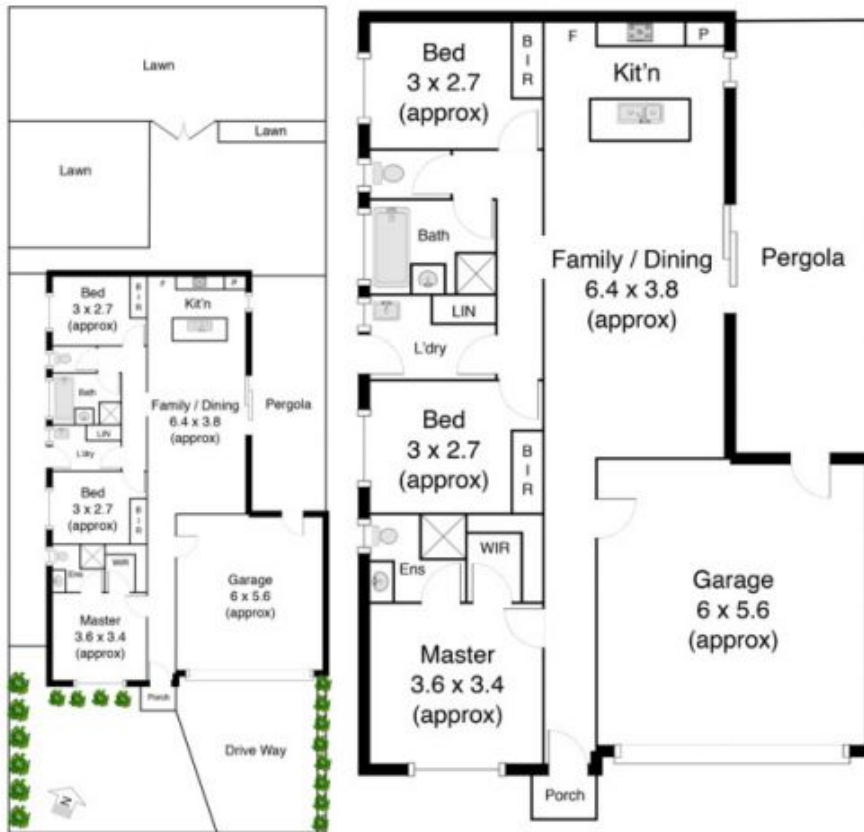 Lawn
Lawn
Lawn
Bed
3 x 2.7
(approx)
B
I
R
F
P
Kit'n
Bath
Family / Dining
6.4 x 3.8
(approx)
Pergola
LIN
L'dry
Bed
3 x 2.7
(approx)
B
I
R
Ens
WIR
Garage
6 x 5.6
(approx)
Master
3.6 x 3.4
(approx)
Porch
Drive Way
N
Bed
3 x 2.7
(approx)
B
I
R
F
P
Kit'n
Bath
Family / Dining
6.4 x 3.8
(approx)
Pergola
LIN
L'dry
Bed
3 x 2.7
(approx)
B
I
R
Ens
WIR
Garage
6 x 5.6
(approx)
Master
3.6 x 3.4
(approx)
Porch